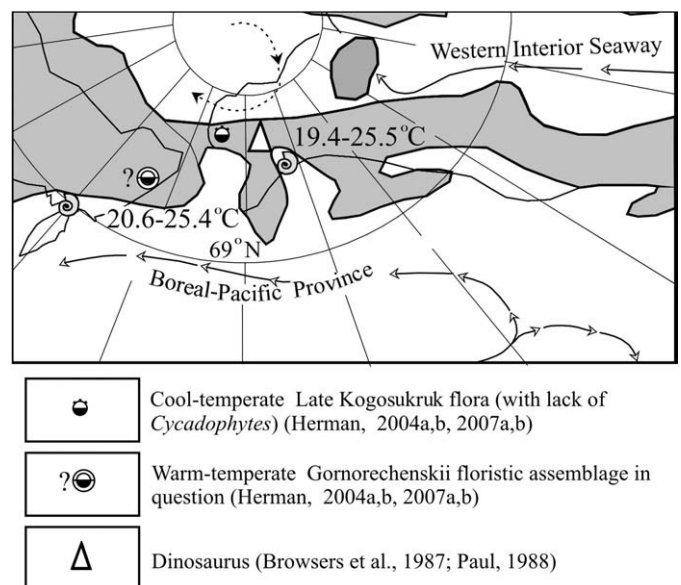 Western Interior Seaway
19.4-25.5°C
?
20.6-25.4°C
69°N
Boreal-Pacific Province
Cool-temperate Late Kogosukruk flora (with lack of
Cycadophytes) (Herman, 2004a,b, 2007a,b)
?
Warm-temperate Gornorechenskii floristic assemblage in
question (Herman, 2004a,b, 2007a,b)
Dinosaurus (Browsers et al., 1987; Paul, 1988)